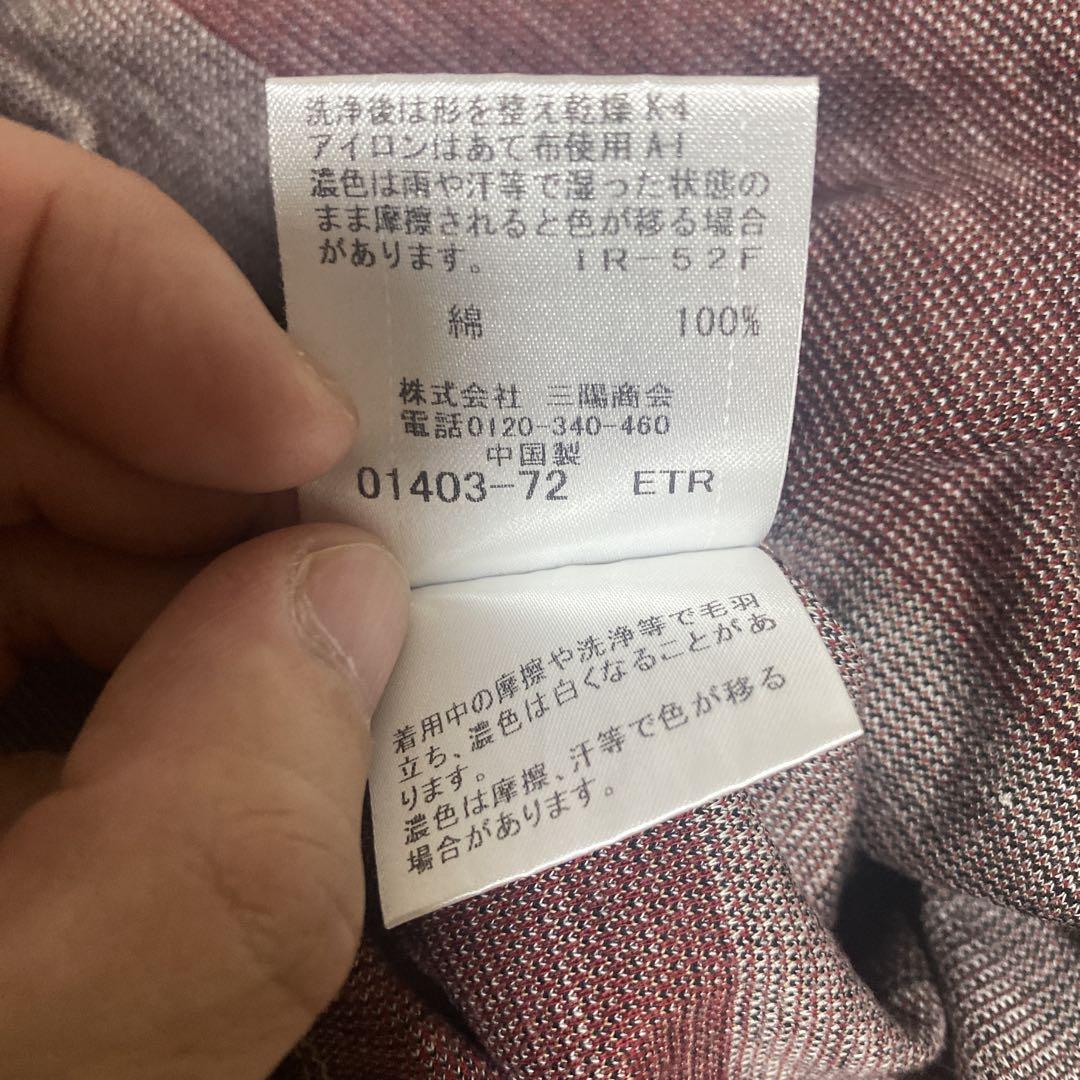 洗浄後は形を整え乾燥 K-4
アイロンはあて布使用 A1
濃色は雨や汗等で湿った状態の
まま摩擦されると色が移る場合
があります。 IR-52F
綿 100%
株式会社 三陽商会
電話0120-340-460
中国製
01403-72 ETR
着用中の摩擦や洗浄等で毛羽
立ち、濃色は白くなることがあ
ります。
濃色は摩擦、汗等で色が移る
場合があります。